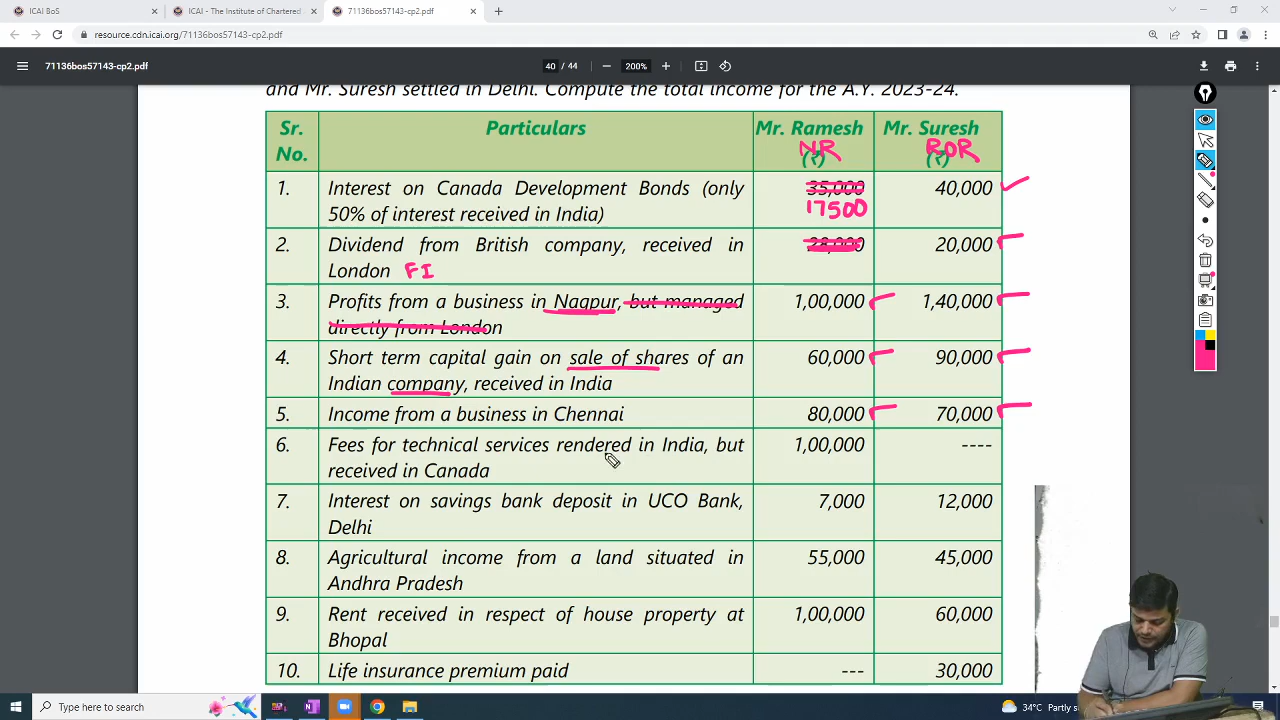 ICAI BoS
ICAI - The Institute of Chartered
71136bos57143-cp2.pdf
resource.cdn.icai.org/71136bos57143-cp2.pdf
71136bos57143-cp2.pdf
40 / 44
200%
and Mr. Suresh settled in Delhi. Compute the total income for the A.Y. 2023-24.
Sr. No. Particulars Mr. Ramesh (₹) Mr. Suresh (₹)
NR ROR
1. Interest on Canada Development Bonds (only 35,000 40,000
50% of interest received in India) 17500
2. Dividend from British company, received in 28,000 20,000
London FI
3. Profits from a business in Nagpur, but managed 1,00,000 1,40,000
directly from London
4. Short term capital gain on sale of shares of an 60,000 90,000
Indian company, received in India
5. Income from a business in Chennai 80,000 70,000
6. Fees for technical services rendered in India, but 1,00,000 ----
received in Canada
7. Interest on savings bank deposit in UCO Bank, 7,000 12,000
Delhi
8. Agricultural income from a land situated in 55,000 45,000
Andhra Pradesh
9. Rent received in respect of house property at 1,00,000 60,000
Bhopal
10. Life insurance premium paid --- 30,000
Type here to search
34°C Partly s